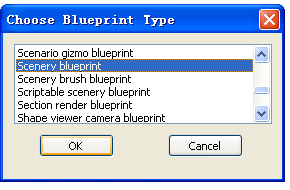 Choose Blueprint Type
Scenario gizmo blueprint
Scenery blueprint
Scenery brush blueprint
Scriptable scenery blueprint
Section render blueprint
Shape viewer camera blueprint
OK
Cancel